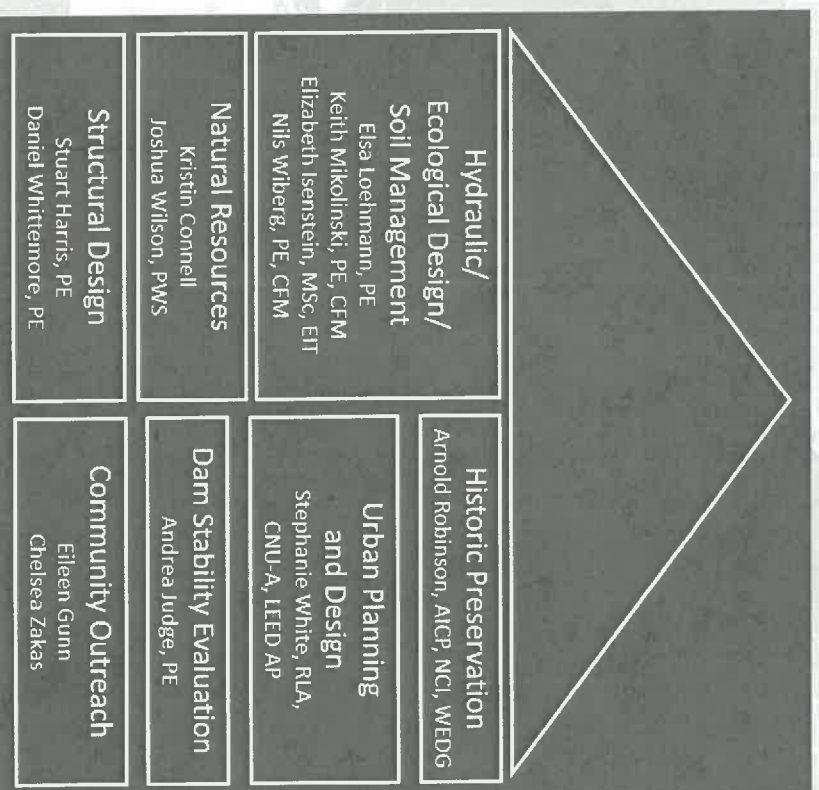 Hydraulic/
Ecological Design/
Soil Management
Elsa Loehmann, PE
Keith Mikolinski, PE, CFM
Elizabeth Isenstein, MSc, EIT
Nils Wiberg, PE, CFM
Natural Resources
Kristin Connell
Joshua Wilson, PWS
Structural Design
Stuart Harris, PE
Daniel Whittemore, PE
Historic Preservation
Arnold Robinson, AICP, NCI, WEDG
Urban Planning
and Design
Stephanie White, RLA,
CNU-A, LEED AP
Dam Stability Evaluation
Andrea Judge, PE
Community Outreach
Eileen Gunn
Chelsea Zakas